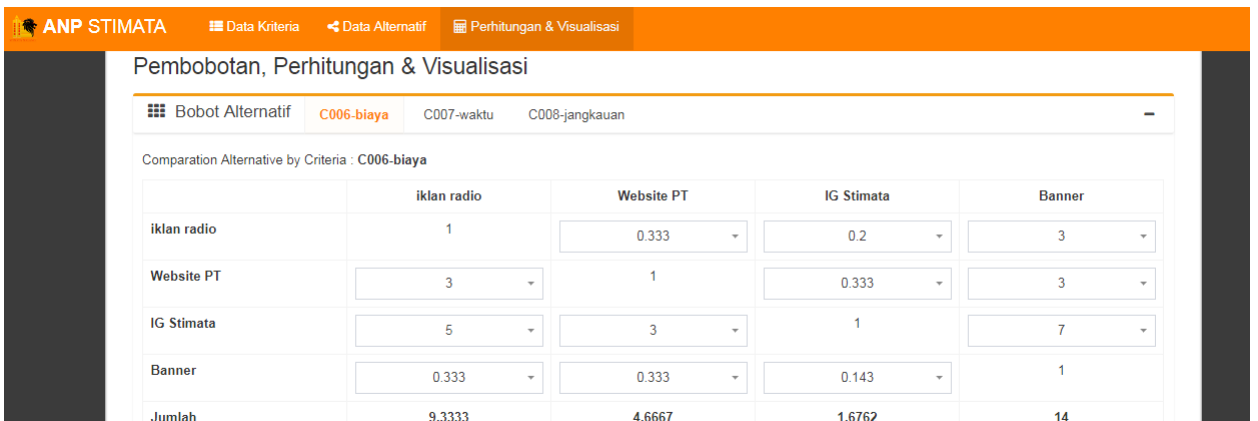 ANP STIMATA Data Kriteria Data Alternatif Perhitungan & Visualisasi
Pembobotan, Perhitungan & Visualisasi
Bobot Alternatif C006-biaya C007-waktu C008-jangkauan
Comparation Alternative by Criteria : C006-biaya
iklan radio Website PT IG Stimata Banner
iklan radio 1 0.333 0.2 3
Website PT 3 1 0.333 3
IG Stimata 5 3 1 7
Banner 0.333 0.333 0.143 1
Jumlah 9.3333 4.6667 1.6762 14